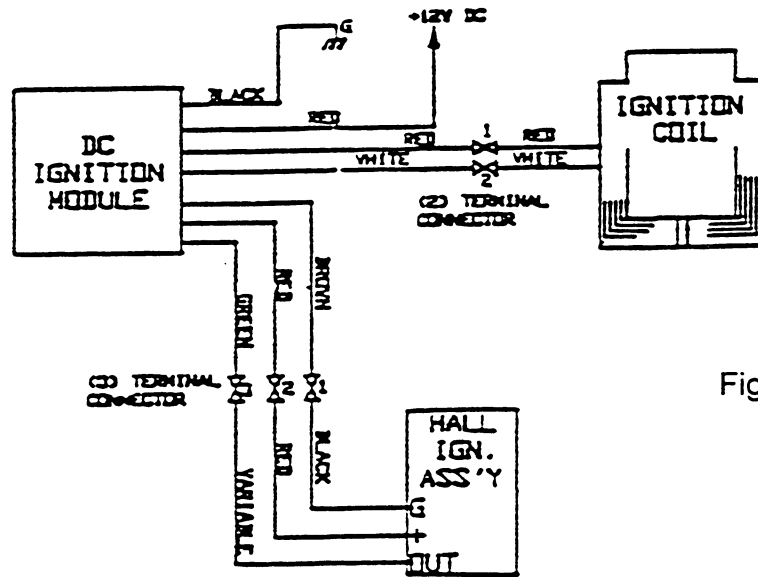 G
+12V DC
BLACK
RED
DC
IGNITION
MODULE
RED
1
RED
WHITE
2
WHITE
IGNITION
COIL
(2) TERMINAL
CONNECTOR
GREEN
RED
BROWN
(3) TERMINAL
CONNECTOR
2
1
Fig
VARIABLE
RED
BLACK
HALL
IGN.
ASS'Y
G
+
OUT